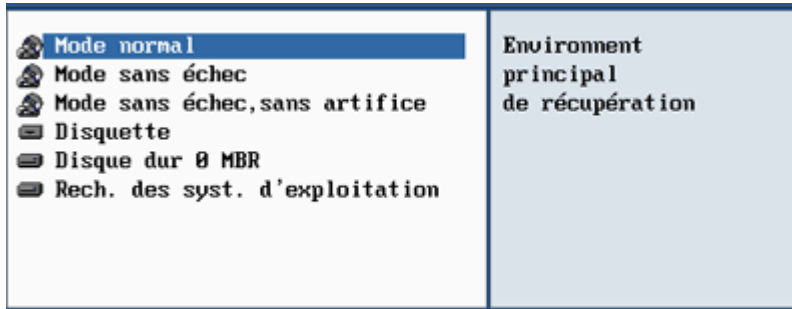 Mode normal
Mode sans échec
Mode sans échec,sans artifice
Disquette
Disque dur 0 MBR
Rech. des syst. d'exploitation
Environnent
principal
de récupération